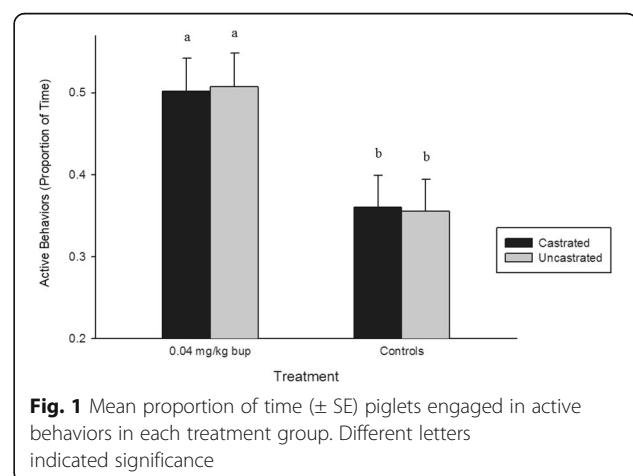 a a
b b
0.5
0.4
0.3
0.2
Active Behaviors (Proportion of Time)
Castrated
Uncastrated
0.04 mg/kg bup Controls
Treatment
Fig. 1 Mean proportion of time (± SE) piglets engaged in active
behaviors in each treatment group. Different letters
indicated significance